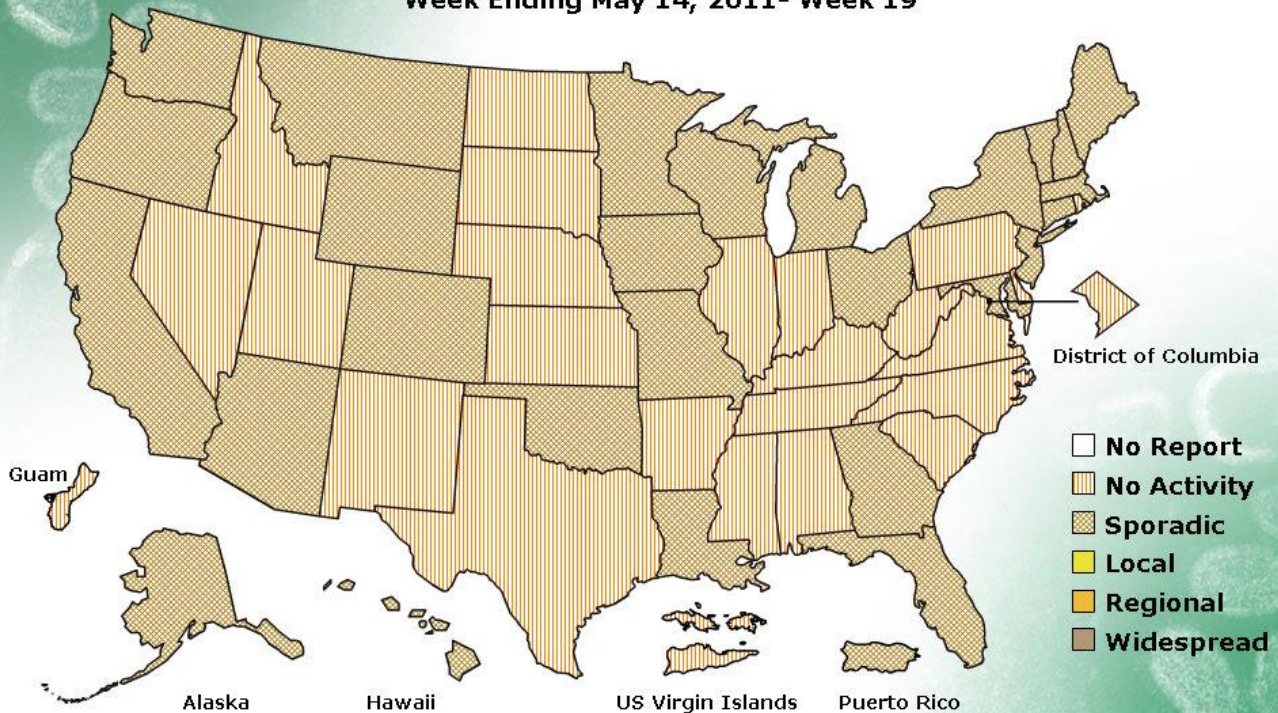 Week Ending May 14, 2011- Week 19
District of Columbia
No Report
Guam
No Activity
Sporadic
Local
Regional
Widespread
Alaska
Hawaii
US Virgin Islands
Puerto Rico